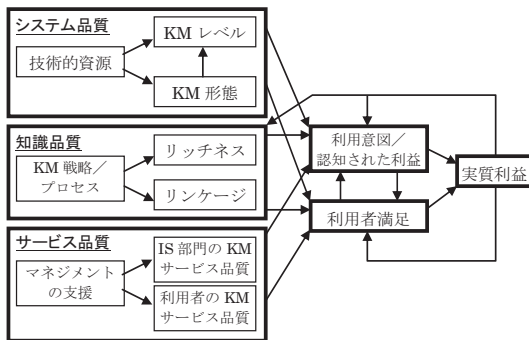 システム品質
技術的資源
KM レベル
KM 形態
知識品質
KM 戦略／
プロセス
リッチネス
リンケージ
サービス品質
マネジメント
の支援
IS 部門の KM
サービス品質
利用者の KM
サービス品質
利用意図／
認知された利益
利用者満足
実質利益